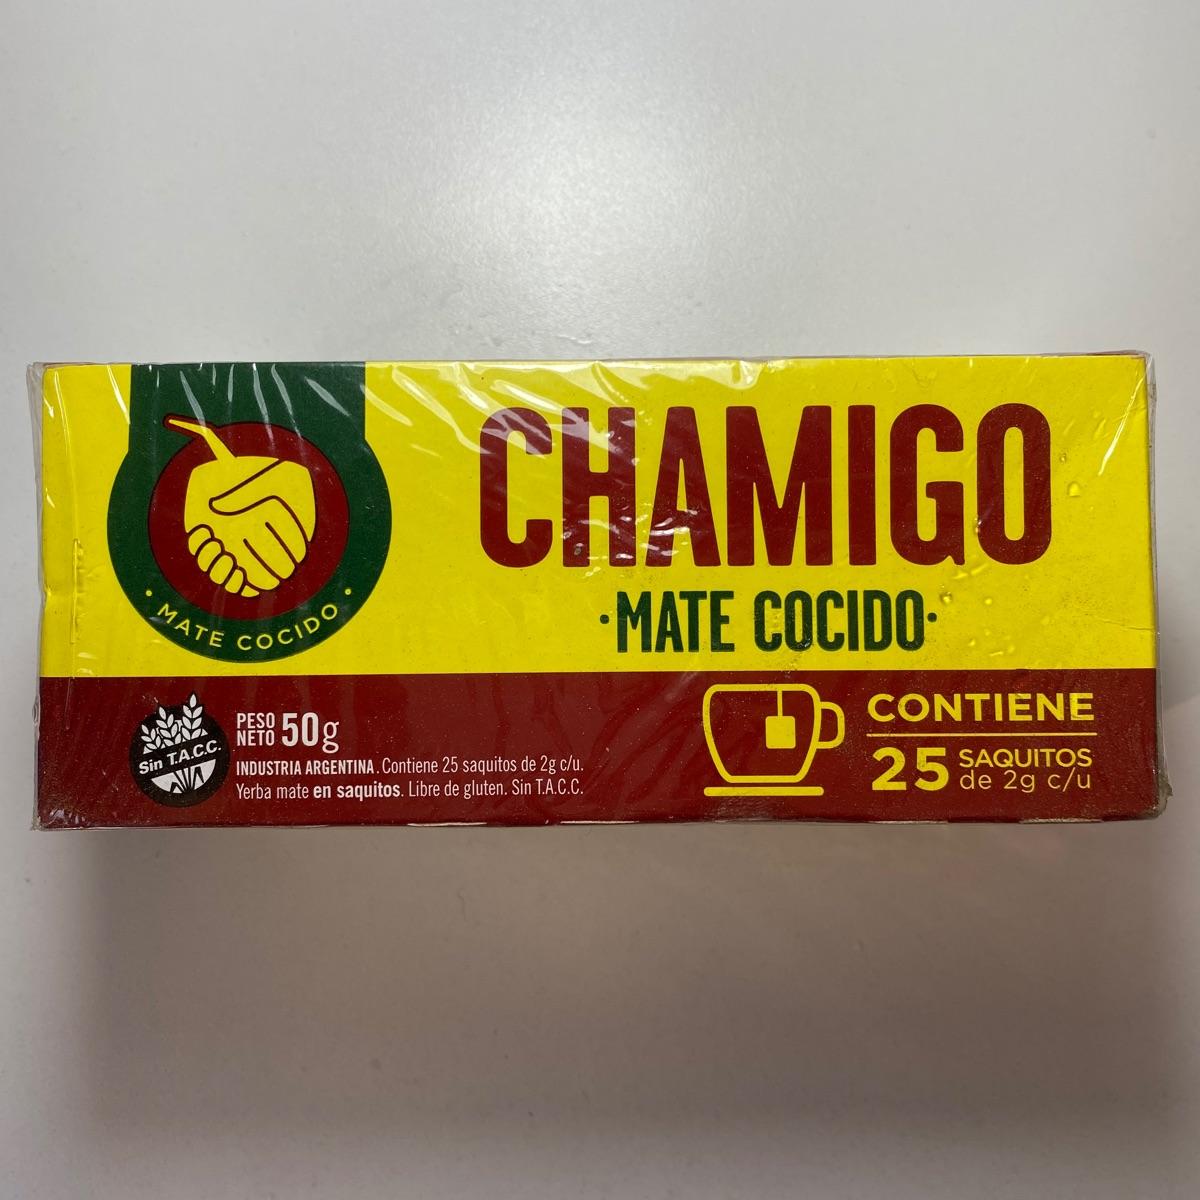 CHAMIGO
·MATE COCIDO·
· MATE COCIDO ·
Sin T.A.C.C.
PESO
NETO 50g
INDUSTRIA ARGENTINA. Contiene 25 saquitos de 2g c/u.
Yerba mate en saquitos. Libre de gluten. Sin T.A.C.C.
CONTIENE
25 SAQUITOS
de 2g c/u